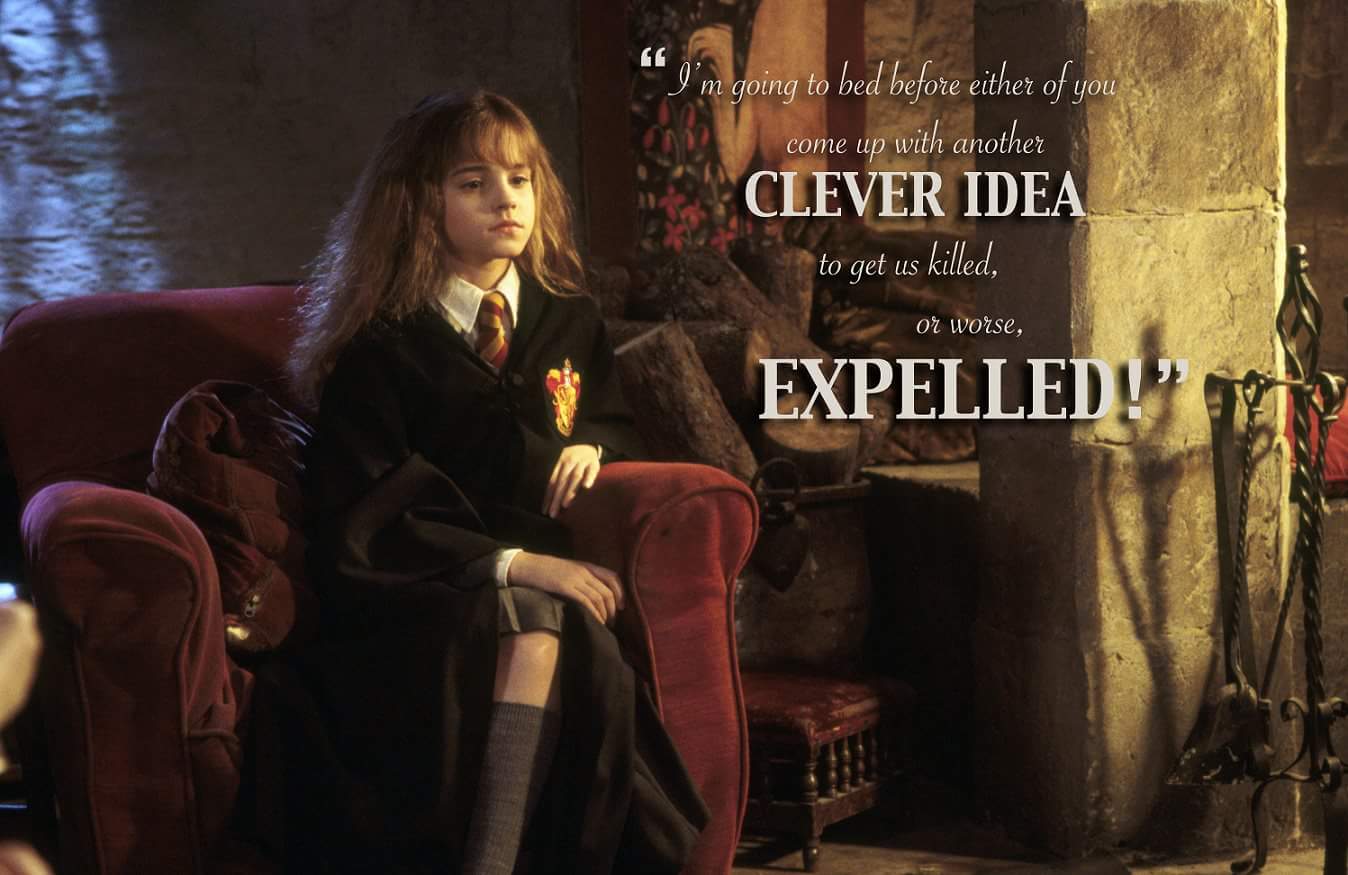 “I’m going to bed before either of you
come up with another
CLEVER IDEA
to get us killed,
or worse,
EXPELLED!”